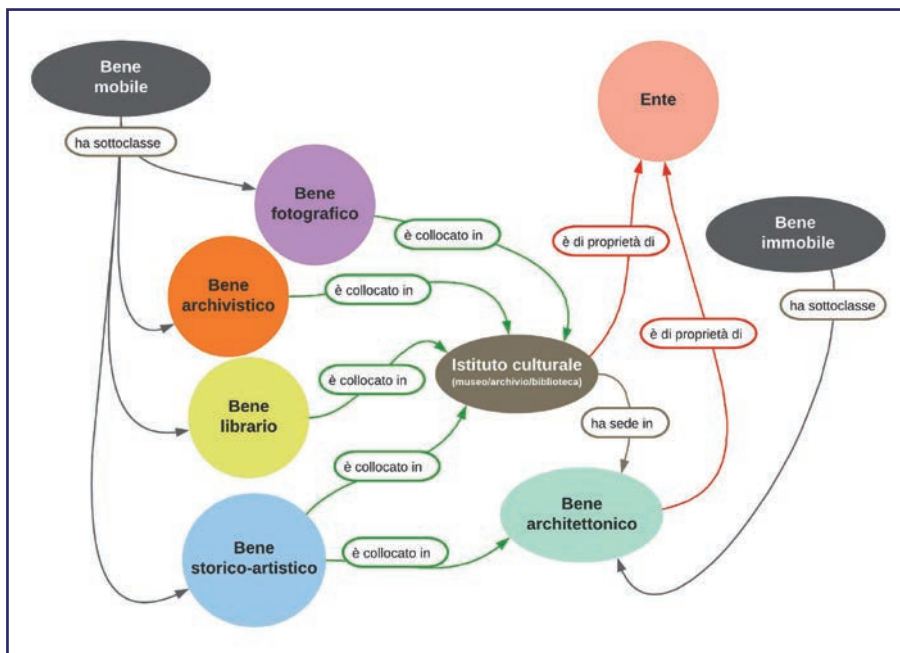 Bene
mobile
ha sottoclasse
Ente
Bene
fotografico
è collocato in
è di proprietà di
Bene
immobile
Bene
archivistico
è collocato in
ha sottoclasse
è di proprietà di
Istituto culturale
(museo/archivio/biblioteca)
Bene
librario
è collocato in
ha sede in
è collocato in
Bene
architettonico
Bene
storico-artistico
è collocato in